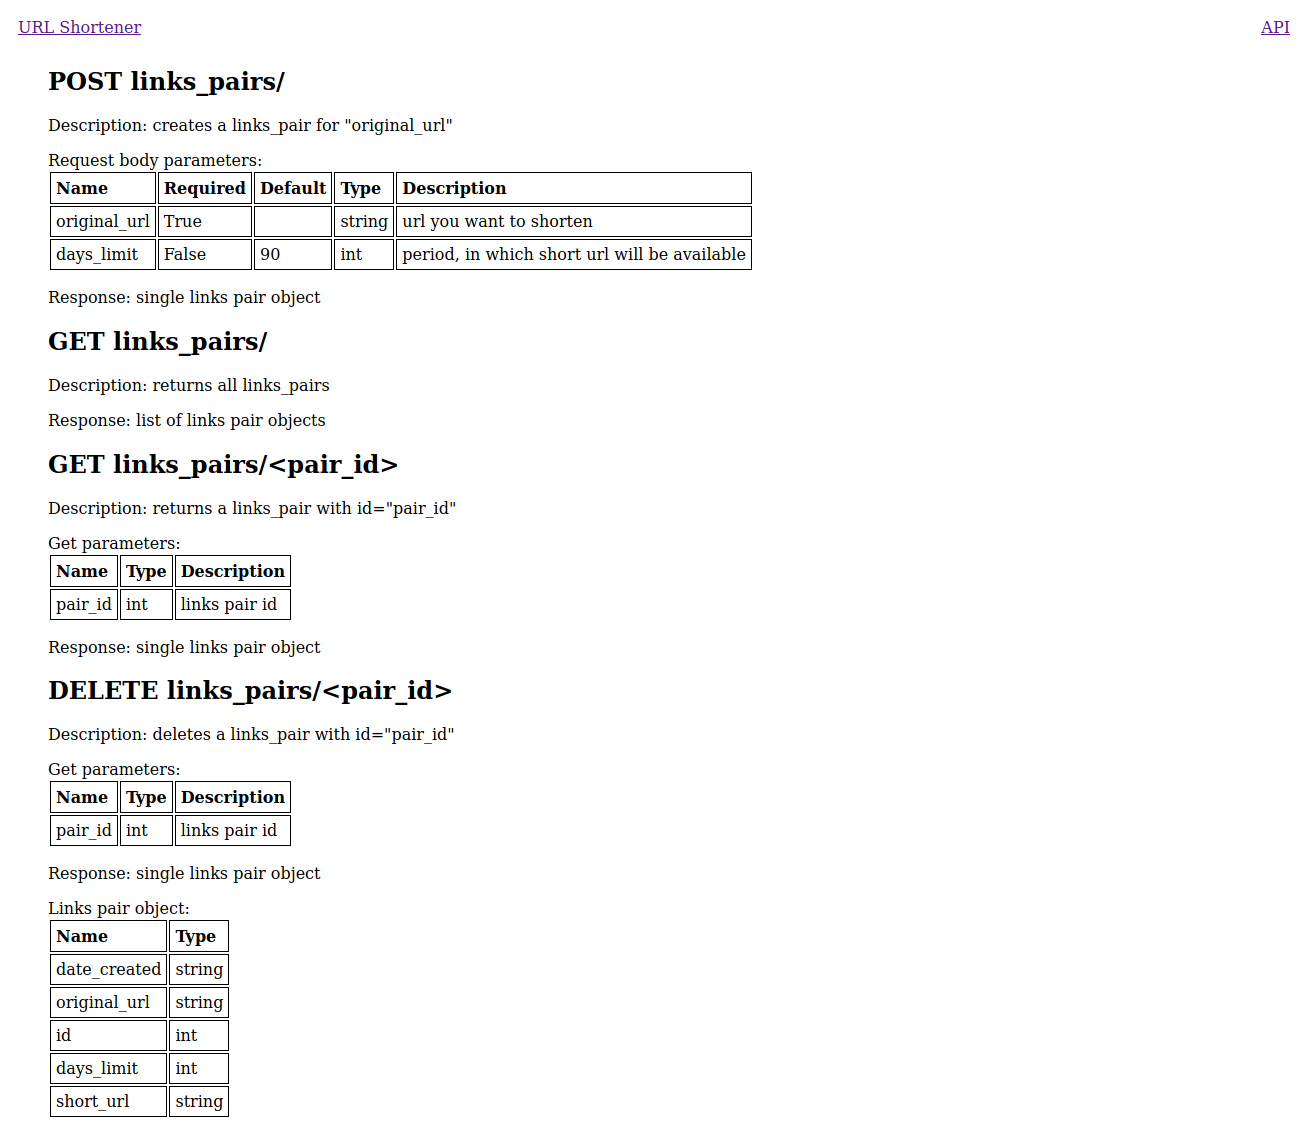 URL Shortener API
POST links_pairs/
Description: creates a links_pair for "original_url"
Request body parameters:
Name Required Default Type Description
original_url True string url you want to shorten
days_limit False 90 int period, in which short url will be available
Response: single links pair object
GET links_pairs/
Description: returns all links_pairs
Response: list of links pair objects
GET links_pairs/<pair_id>
Description: returns a links_pair with id="pair_id"
Get parameters:
Name Type Description
pair_id int links pair id
Response: single links pair object
DELETE links_pairs/<pair_id>
Description: deletes a links_pair with id="pair_id"
Get parameters:
Name Type Description
pair_id int links pair id
Response: single links pair object
Links pair object:
Name Type
date_created string
original_url string
id int
days_limit int
short_url string